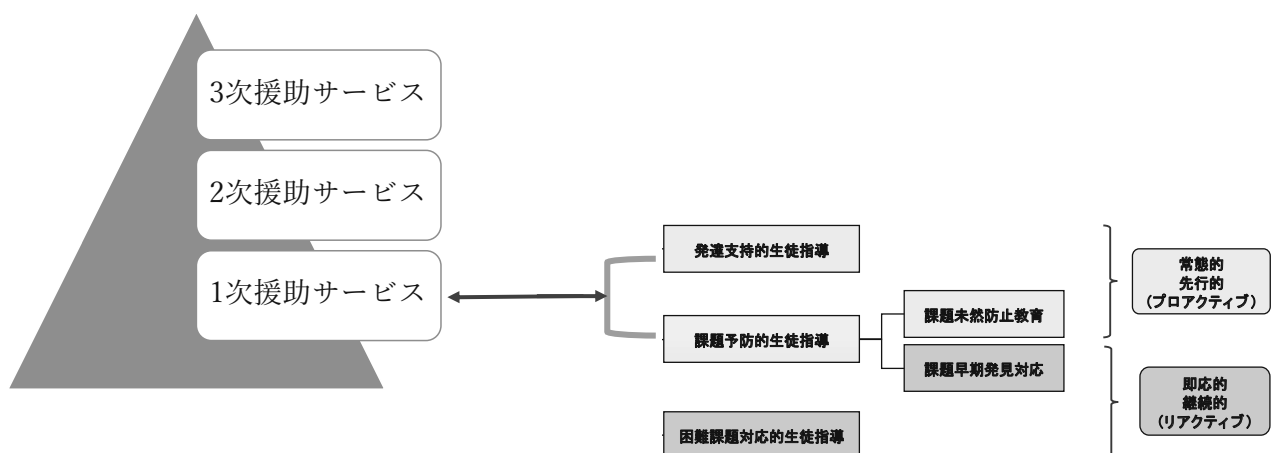 3次援助サービス
2次援助サービス
1次援助サービス
発達支持的生徒指導
課題予防的生徒指導
課題未然防止教育
課題早期発見対応
困難課題対応的生徒指導
常態的
先行的
(プロアクティブ)
即応的
継続的
(リアクティブ)